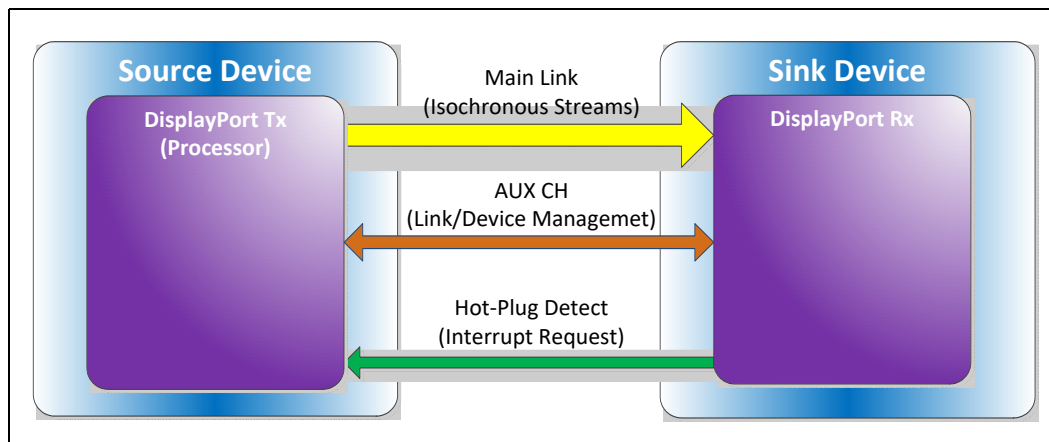 Source Device
DisplayPort Tx
(Processor)
Main Link
(Isochronous Streams)
AUX CH
(Link/Device Managemet)
Hot-Plug Detect
(Interrupt Request)
Sink Device
DisplayPort Rx